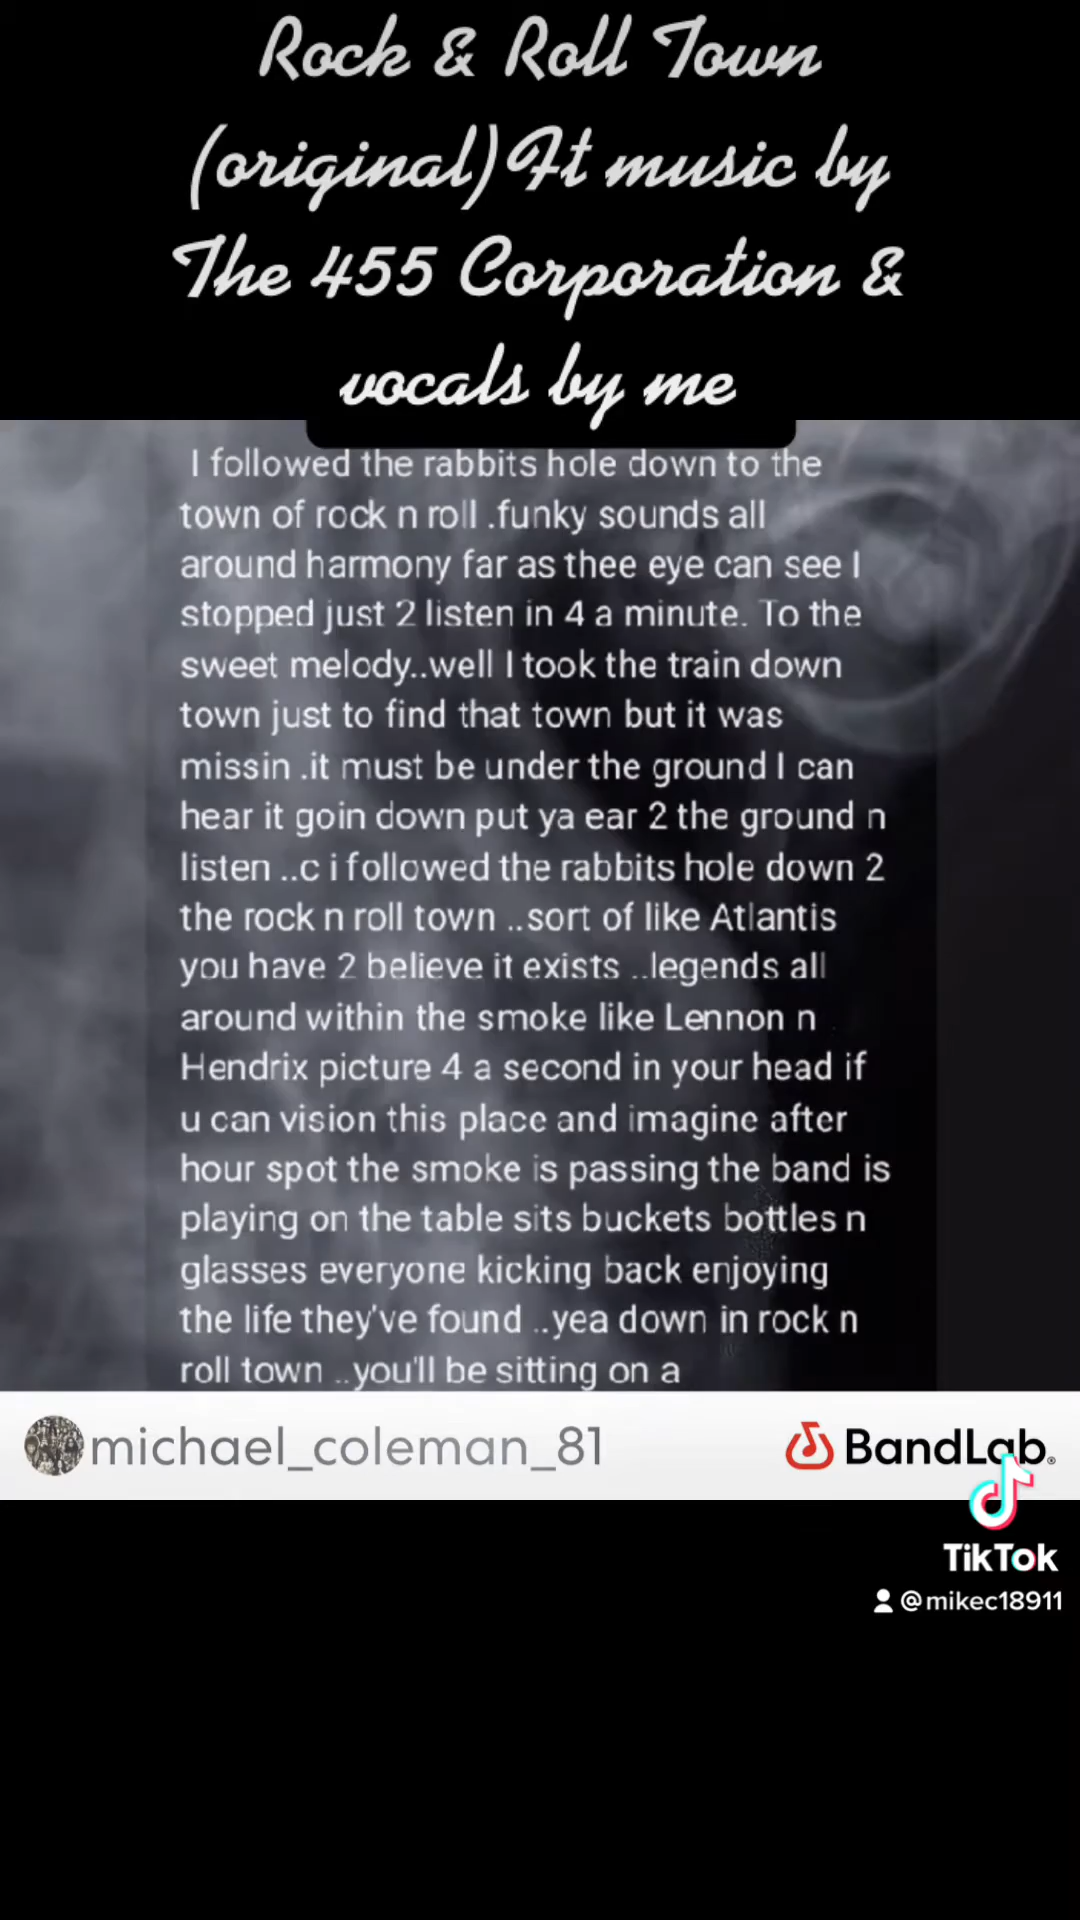 Rock & Roll Town
(original)Ft music by
The 455 Corporation &
vocals by me
I followed the rabbits hole down to the
town of rock n roll .funky sounds all
around harmony far as thee eye can see I
stopped just 2 listen in 4 a minute. To the
sweet melody..well I took the train down
town just to find that town but it was
missin .it must be under the ground I can
hear it goin down put ya ear 2 the ground n
listen ..c i followed the rabbits hole down 2
the rock n roll town ..sort of like Atlantis
you have 2 believe it exists ..legends all
around within the smoke like Lennon n
Hendrix picture 4 a second in your head if
u can vision this place and imagine after
hour spot the smoke is passing the band is
playing on the table sits buckets bottles n
glasses everyone kicking back enjoying
the life they've found ..yea down in rock n
roll town ..you'll be sitting on a
michael_coleman_81
BandLab®
TikTok
@mikec18911